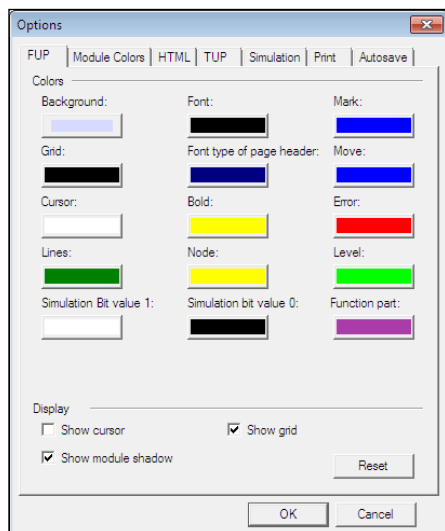 Options
FUP Module Colors HTML TUP Simulation Print Autosave
Colors
Background: Font: Mark:
Grid: Font type of page header: Move:
Cursor: Bold: Error:
Lines: Node: Level:
Simulation Bit value 1: Simulation bit value 0: Function part:
Display
Show cursor Show grid
Show module shadow
Reset
OK Cancel